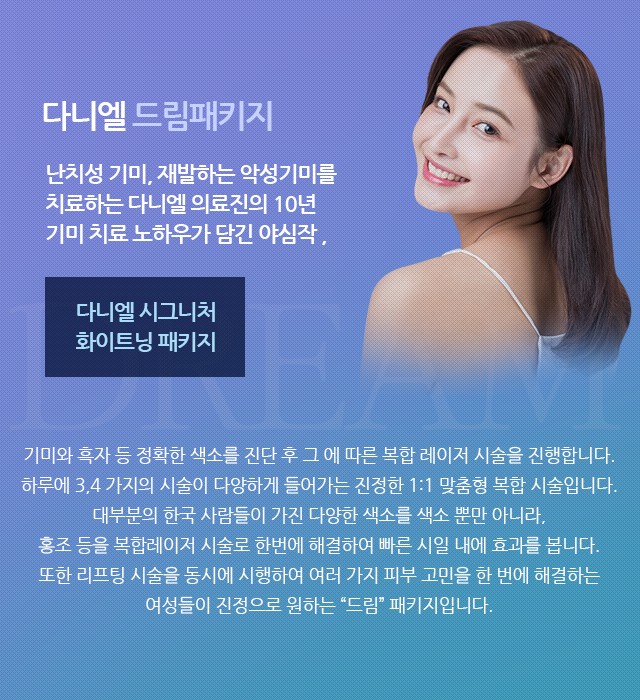 다니엘 드림패키지
난치성 기미, 재발하는 악성기미를
치료하는 다니엘 의료진의 10년
기미 치료 노하우가 담긴 야심작 ,
다니엘 시그니처
화이트닝 패키지
DREAM
기미와 흑자 등 정확한 색소를 진단 후 그 에 따른 복합 레이저 시술을 진행합니다.
하루에 3,4 가지의 시술이 다양하게 들어가는 진정한 1:1 맞춤형 복합 시술입니다.
대부분의 한국 사람들이 가진 다양한 색소를 색소 뿐만 아니라,
홍조 등을 복합레이저 시술로 한번에 해결하여 빠른 시일 내에 효과를 봅니다.
또한 리프팅 시술을 동시에 시행하여 여러 가지 피부 고민을 한 번에 해결하는
여성들이 진정으로 원하는 “드림” 패키지입니다.